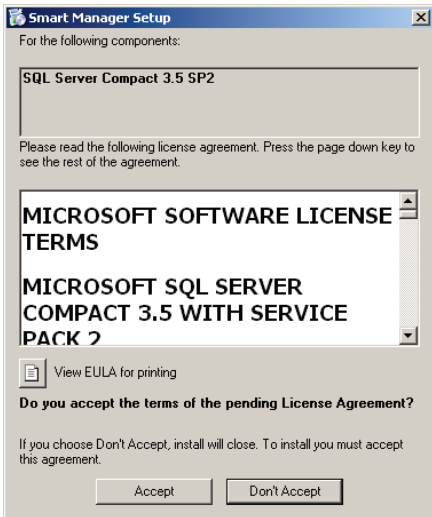 Smart Manager Setup
For the following components:
SQL Server Compact 3.5 SP2
Please read the following license agreement. Press the page down key to
see the rest of the agreement.
MICROSOFT SOFTWARE LICENSE
TERMS
MICROSOFT SQL SERVER
COMPACT 3.5 WITH SERVICE
PACK 2
View EULA for printing
Do you accept the terms of the pending License Agreement?
If you choose Don't Accept, install will close. To install you must accept
this agreement.
Accept
Don't Accept